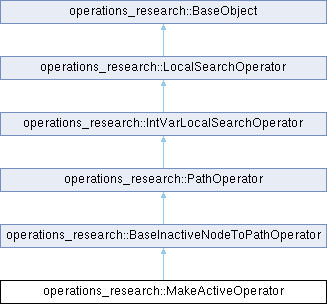 operations_research::BaseObject
operations_research::LocalSearchOperator
operations_research::IntVarLocalSearchOperator
operations_research::PathOperator
operations_research::BaseInactiveNodeToPathOperator
operations_research::MakeActiveOperator